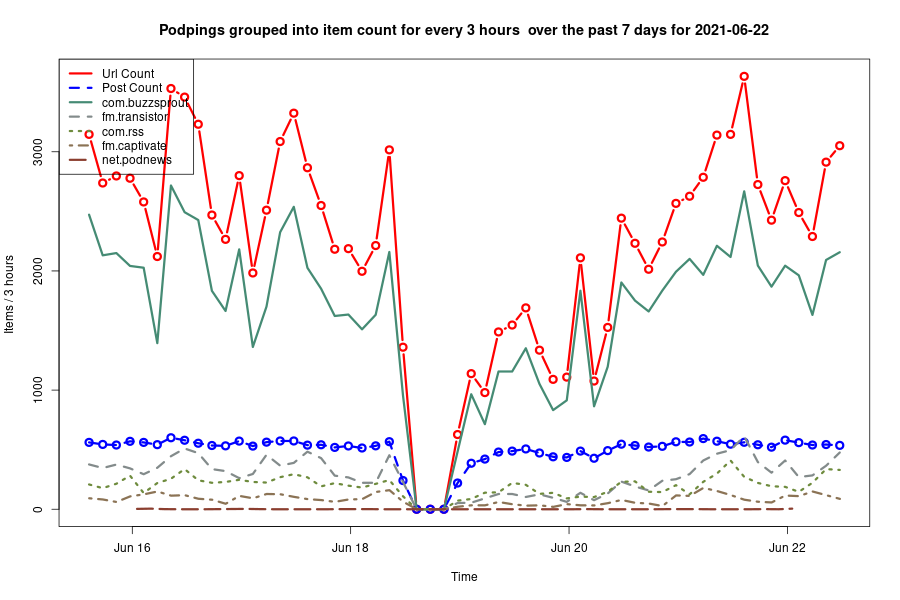 Podpings grouped into item count for every 3 hours  over the past 7 days for 2021-06-22
Url Count
Post Count
com.buzzsprout
fm.transistor
com.rss
fm.captivate
net.podnews
Items / 3 hours
3000
2000
1000
0
Jun 16
Jun 18
Jun 20
Jun 22
Time